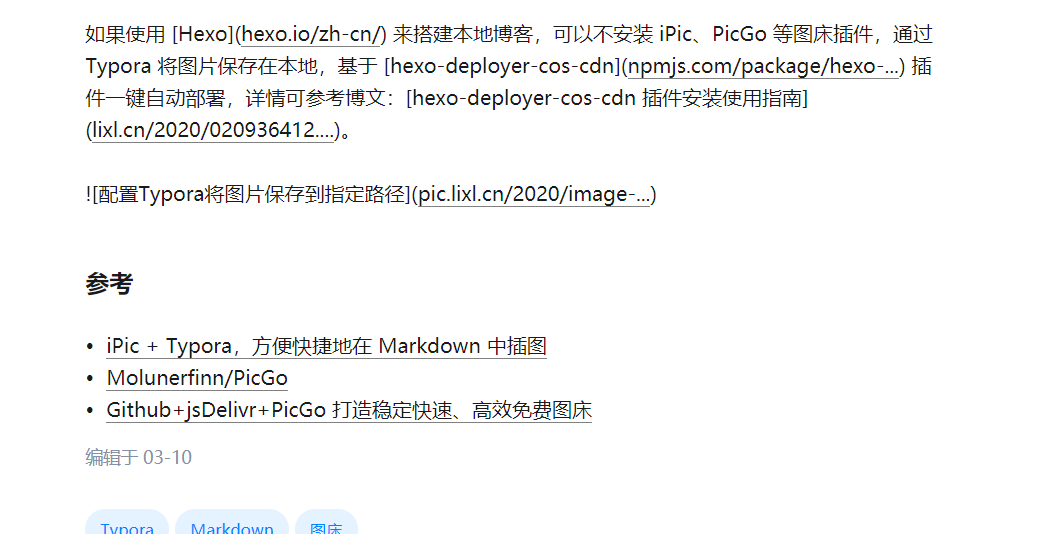 如果使用 [Hexo](hexo.io/zh-cn/) 来搭建本地博客，可以不安装 iPic、PicGo 等图床插件，通过
Typora 将图片保存在本地，基于 [hexo-deployer-cos-cdn](npmjs.com/package/hexo-...) 插
件一键自动部署，详情可参考博文：[hexo-deployer-cos-cdn 插件安装使用指南]
(lixl.cn/2020/020936412....)。
![配置Typora将图片保存到指定路径](pic.lixl.cn/2020/image-...)
参考
• iPic + Typora，方便快捷地在 Markdown 中插图
• Molunerfinn/PicGo
• Github+jsDelivr+PicGo 打造稳定快速、高效免费图床
编辑于 03-10
Typora Markdown 图床